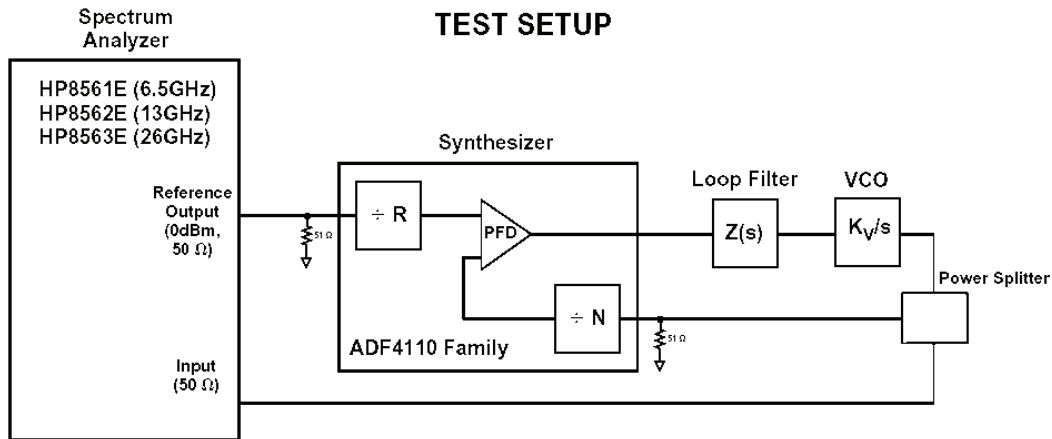 TEST SETUP
Spectrum
Analyzer
HP8561E (6.5GHz)
HP8562E (13GHz)
HP8563E (26GHz)
Reference
Output
(0dBm,
50 Ω)
51 Ω
Synthesizer
÷ R
PFD
÷ N
ADF4110 Family
51 Ω
Loop Filter
Z(s)
VCO
KV/s
Power Splitter
Input
(50 Ω)